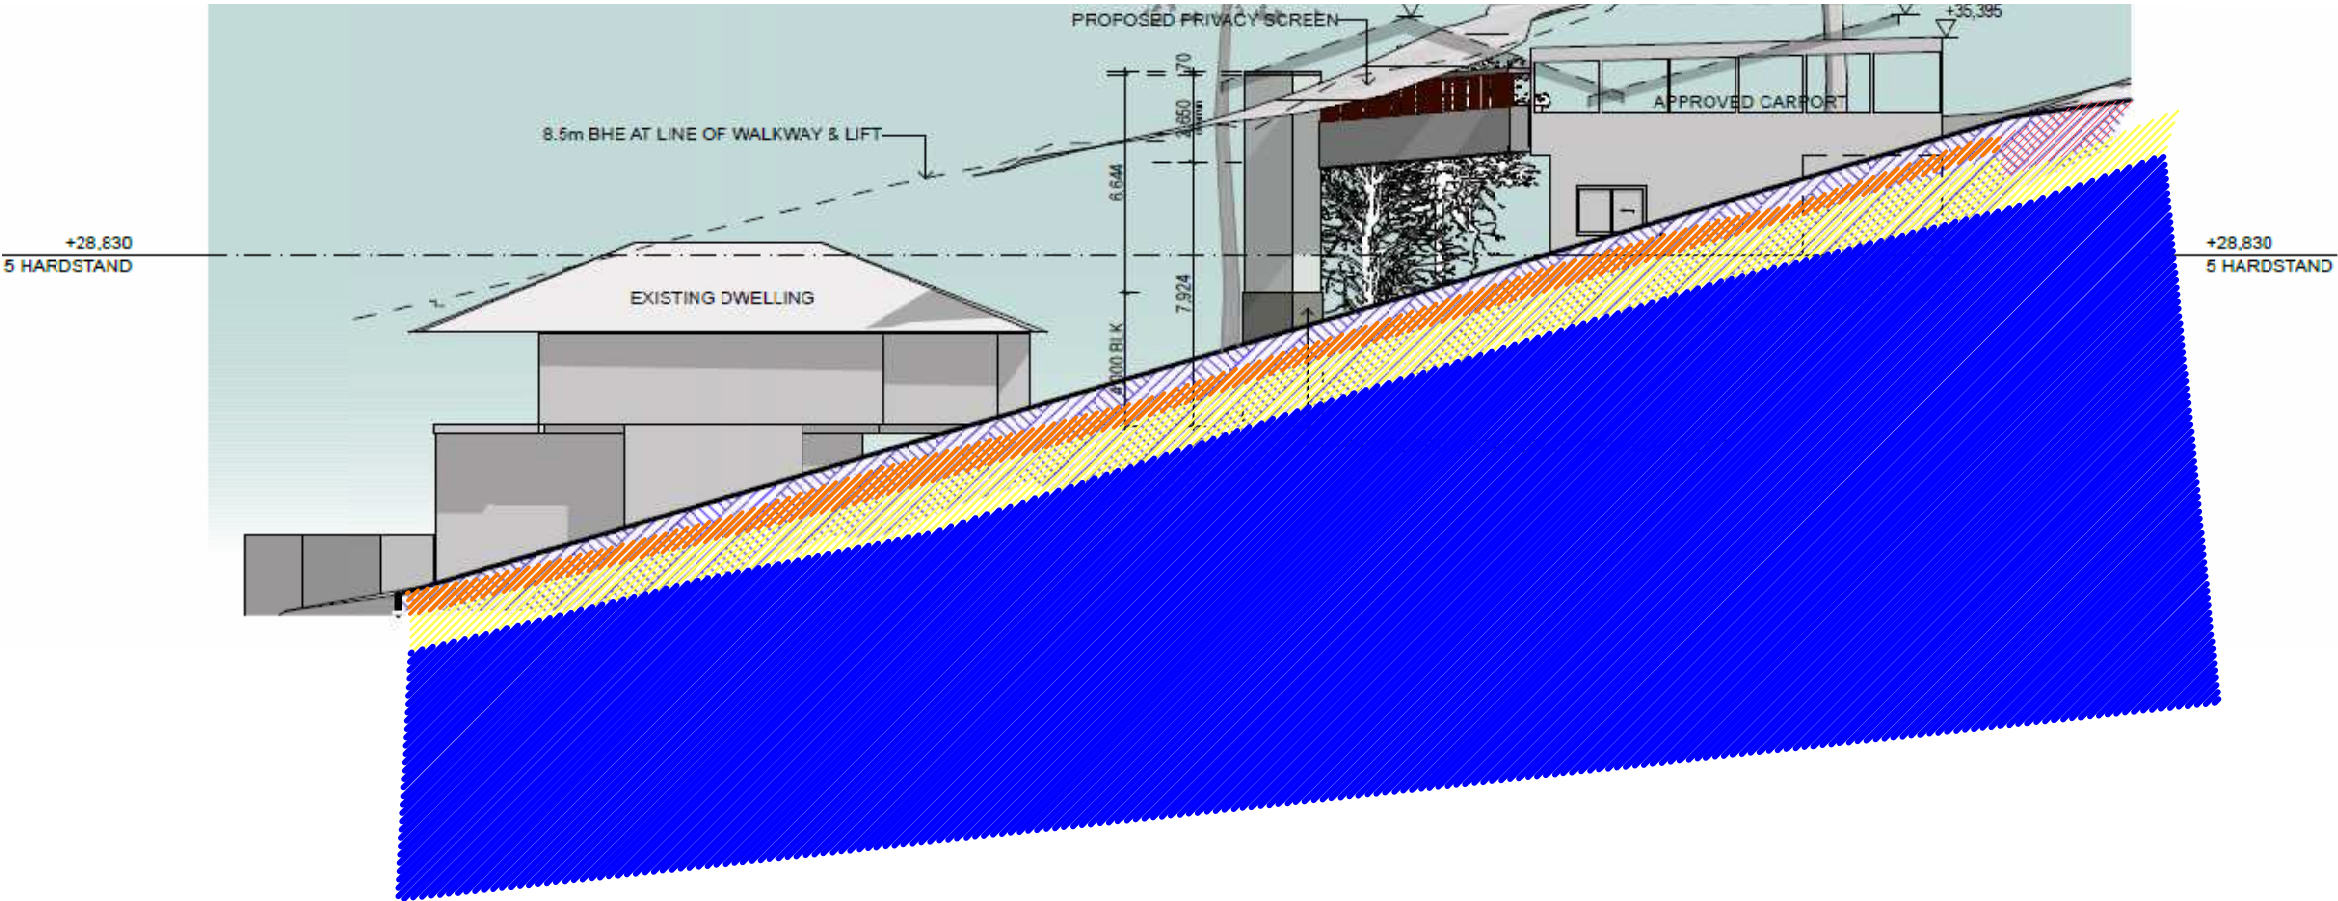 PROPOSED PRIVACY SCREEN
+35,395
70
APPROVED CARPORT
8.5m BHE AT LINE OF WALKWAY & LIFT
6,644
+28,830
5 HARDSTAND
+28,830
5 HARDSTAND
EXISTING DWELLING
7,924